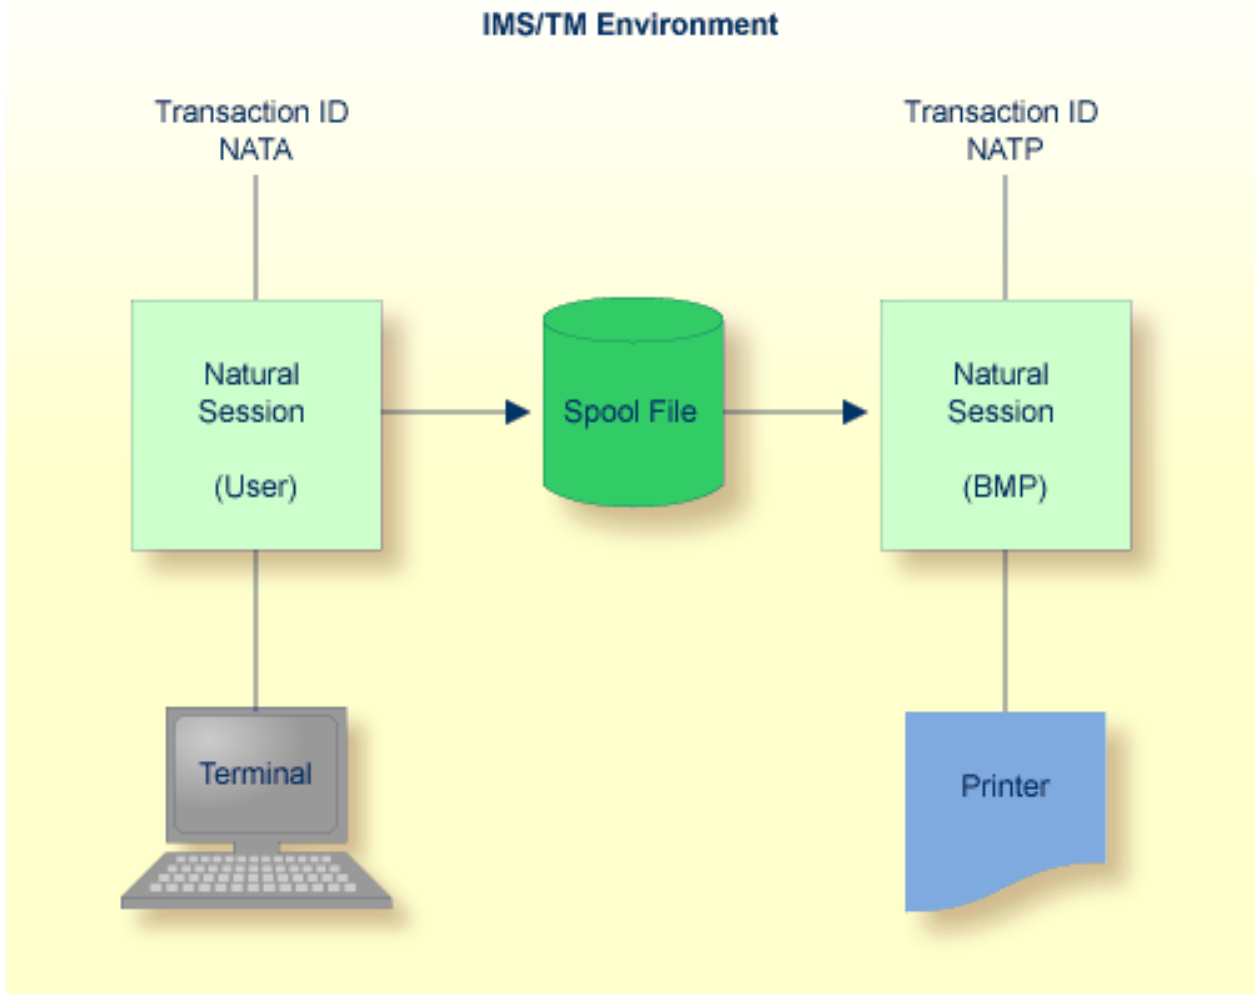 IMS/TM Environment
Transaction ID
NATA
Transaction ID
NATP
Natural
Session
(User)
Spool File
Natural
Session
(BMP)
Terminal
Printer